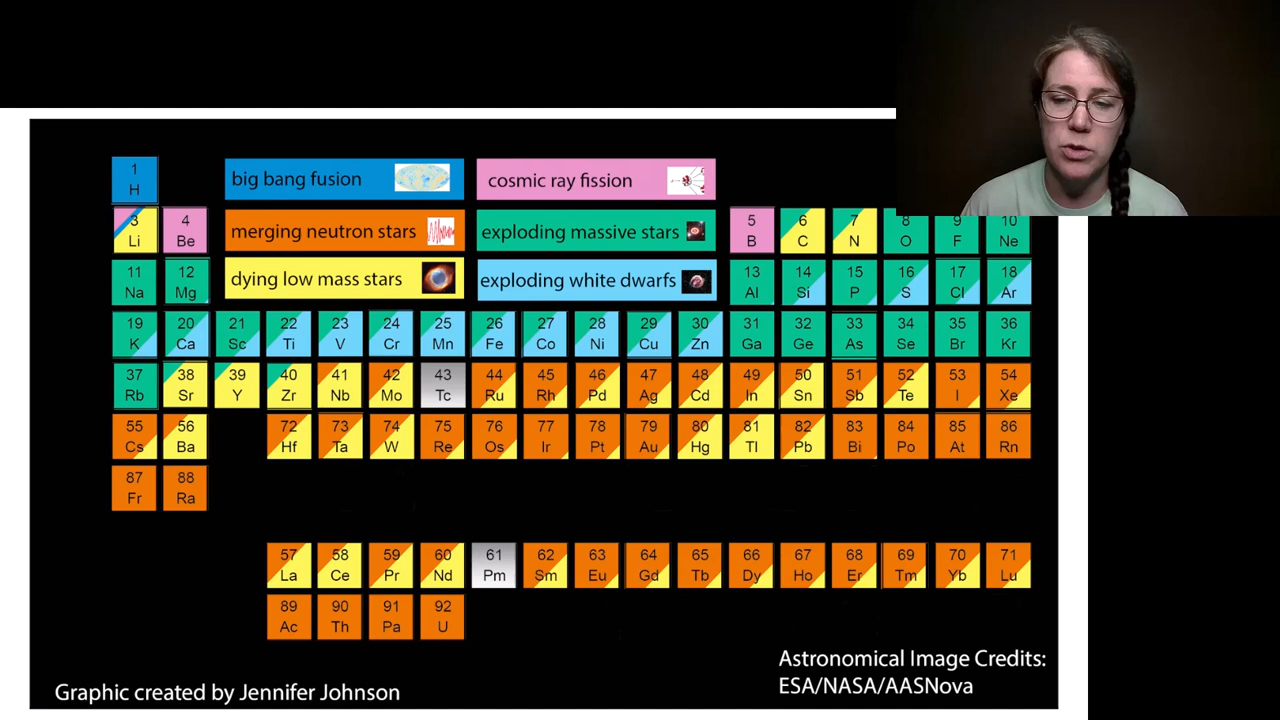 1
H
big bang fusion
cosmic ray fission
3 4
Li Be
merging neutron stars
exploding massive stars
5 6 7 8 9 10
B C N O F Ne
11 12
Na Mg
dying low mass stars
exploding white dwarfs
13 14 15 16 17 18
Al Si P S Cl Ar
19 20 21 22 23 24 25 26 27 28 29 30 31 32 33 34 35 36
K Ca Sc Ti V Cr Mn Fe Co Ni Cu Zn Ga Ge As Se Br Kr
37 38 39 40 41 42 43 44 45 46 47 48 49 50 51 52 53 54
Rb Sr Y Zr Nb Mo Tc Ru Rh Pd Ag Cd In Sn Sb Te I Xe
55 56 72 73 74 75 76 77 78 79 80 81 82 83 84 85 86
Cs Ba Hf Ta W Re Os Ir Pt Au Hg Tl Pb Bi Po At Rn
87 88
Fr Ra
57 58 59 60 61 62 63 64 65 66 67 68 69 70 71
La Ce Pr Nd Pm Sm Eu Gd Tb Dy Ho Er Tm Yb Lu
89 90 91 92
Ac Th Pa U
Astronomical Image Credits:
ESA/NASA/AASNova
Graphic created by Jennifer Johnson